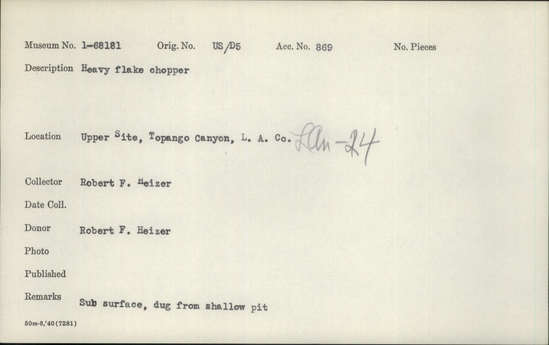 Museum No. 1-68181 Orig. No. US/D5 Acc. No. 869 No. Pieces
Description Heavy flake chopper
Location Upper Site, Topango Canyon, L. A. Co. LAn-24
Collector Robert F. Heizer
Date Coll.
Donor Robert F. Heizer
Photo
Published
Remarks Sub surface, dug from shallow pit
50m-8/'40(7281)